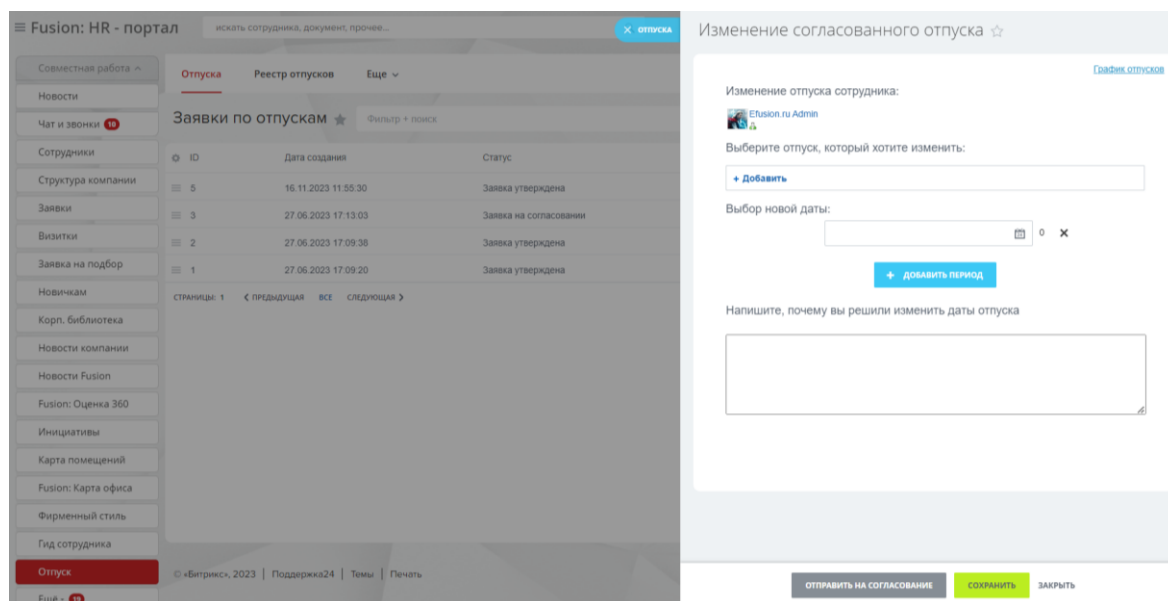 Fusion: HR - портал
искать сотрудника, документ, прочее...
Совместная работа
Новости
Чат и звонки 10
Сотрудники
Структура компании
Заявки
Визитки
Заявка на подбор
Новичкам
Корп. библиотека
Новости компании
Новости Fusion
Fusion: Оценка 360
Инициативы
Карта помещений
Fusion: Карта офиса
Фирменный стиль
Гид сотрудника
Отпуск
Ещё - 19
Отпуска Реестр отпусков Еще
Заявки по отпускам Фильтр + поиск
ID Дата создания Статус
5 16.11.2023 11:55:30 Заявка утверждена
3 27.06.2023 17:13:03 Заявка на согласовании
2 27.06.2023 17:09:38 Заявка утверждена
1 27.06.2023 17:09:20 Заявка утверждена
СТРАНИЦЫ: 1 ПРЕДЫДУЩАЯ ВСЕ СЛЕДУЮЩАЯ
© «Битрикс», 2023 | Поддержка24 | Темы | Печать
ОТПУСКА
Изменение согласованного отпуска
График отпусков
Изменение отпуска сотрудника:
Efusion.ru Admin
Выберите отпуск, который хотите изменить:
+ Добавить
Выбор новой даты:
0
+ ДОБАВИТЬ ПЕРИОД
Напишите, почему вы решили изменить даты отпуска
ОТПРАВИТЬ НА СОГЛАСОВАНИЕ СОХРАНИТЬ ЗАКРЫТЬ